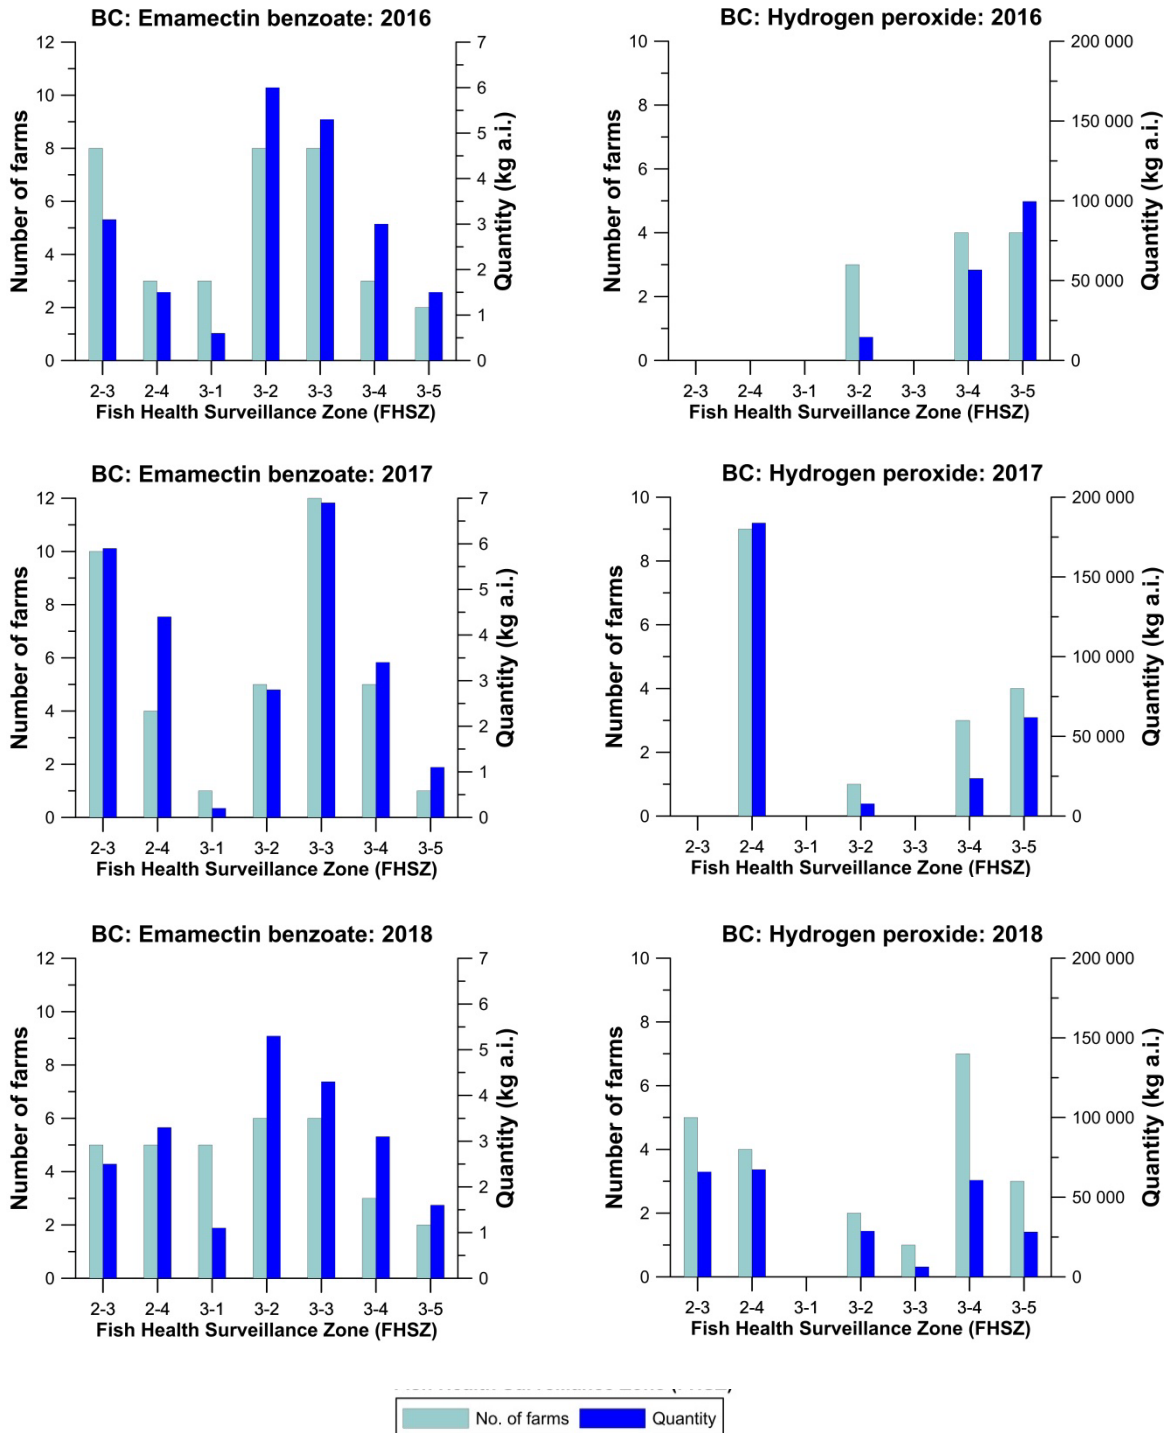 BC: Emamectin benzoate: 2016
12
10
8
6
4
2
0
Number of farms
7
6
5
4
3
2
1
0
Quantity (kg a.i.)
2-3 2-4 3-1 3-2 3-3 3-4 3-5
Fish Health Surveillance Zone (FHSZ)
BC: Hydrogen peroxide: 2016
10
8
6
4
2
0
Number of farms
200 000
150 000
100 000
50 000
0
Quantity (kg a.i.)
2-3 2-4 3-1 3-2 3-3 3-4 3-5
Fish Health Surveillance Zone (FHSZ)
BC: Emamectin benzoate: 2017
12
10
8
6
4
2
0
Number of farms
7
6
5
4
3
2
1
0
Quantity (kg a.i.)
2-3 2-4 3-1 3-2 3-3 3-4 3-5
Fish Health Surveillance Zone (FHSZ)
BC: Hydrogen peroxide: 2017
10
8
6
4
2
0
Number of farms
200 000
150 000
100 000
50 000
0
Quantity (kg a.i.)
2-3 2-4 3-1 3-2 3-3 3-4 3-5
Fish Health Surveillance Zone (FHSZ)
BC: Emamectin benzoate: 2018
12
10
8
6
4
2
0
Number of farms
7
6
5
4
3
2
1
0
Quantity (kg a.i.)
2-3 2-4 3-1 3-2 3-3 3-4 3-5
Fish Health Surveillance Zone (FHSZ)
BC: Hydrogen peroxide: 2018
10
8
6
4
2
0
Number of farms
200 000
150 000
100 000
50 000
0
Quantity (kg a.i.)
2-3 2-4 3-1 3-2 3-3 3-4 3-5
Fish Health Surveillance Zone (FHSZ)
No. of farms Quantity